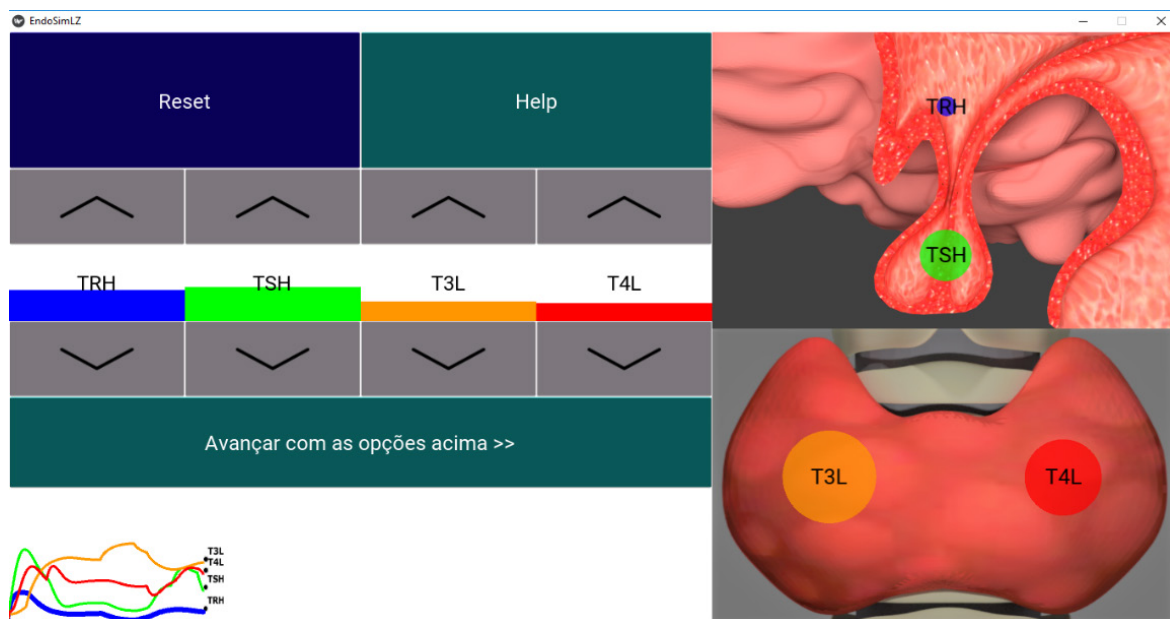 EndoSimLZ
Reset
Help
TRH
TSH
T3L
T4L
Avançar com as opções acima >>
T3L
T4L
TSH
TRH
TRH
TSH
T3L
T4L